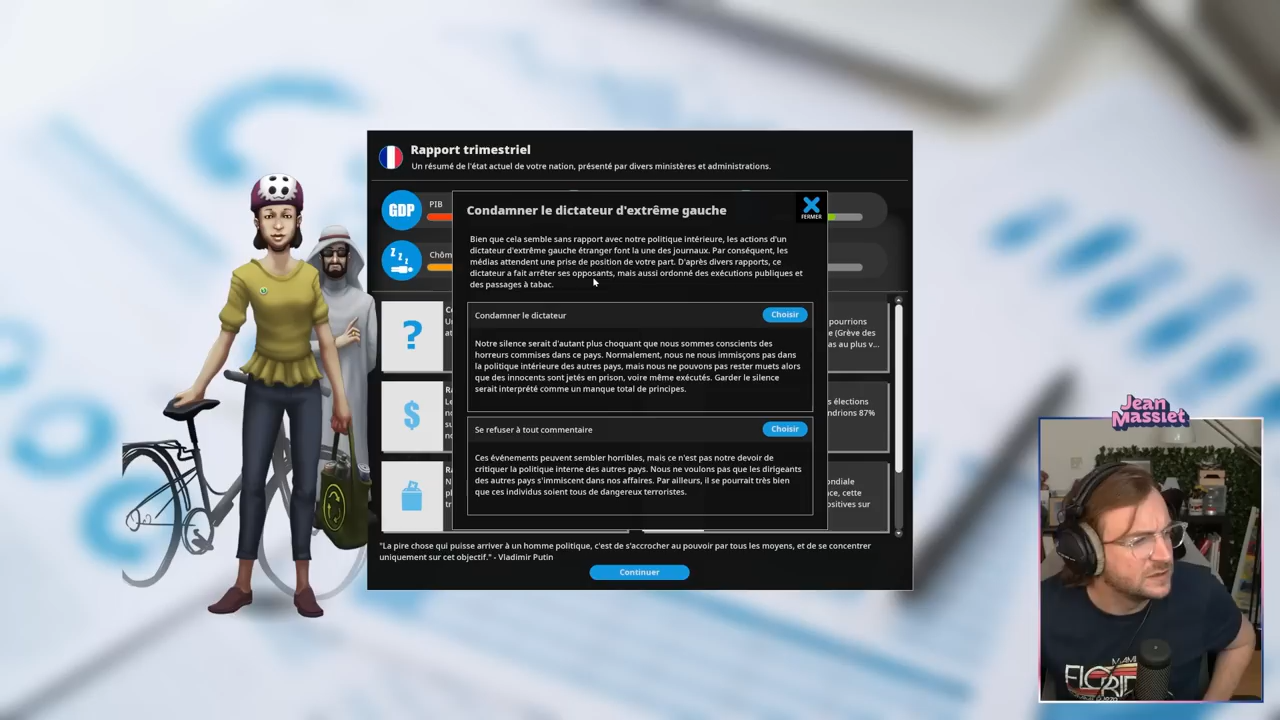 Rapport trimestriel
Un résumé de l'état actuel de votre nation, présenté par divers ministères et administrations.
GDP
PIB
Chôm
Condamner le dictateur d'extrême gauche
FERMER
Bien que cela semble sans rapport avec notre politique intérieure, les actions d'un
dictateur d'extrême gauche étranger font la une des journaux. Par conséquent, les
médias attendent une prise de position de votre part. D'après divers rapports, ce
dictateur a fait arrêter ses opposants, mais aussi ordonné des exécutions publiques et
des passages à tabac.
Condamner le dictateur
Choisir
Notre silence serait d'autant plus choquant que nous sommes conscients des
horreurs commises dans ce pays. Normalement, nous ne nous immisçons pas dans
la politique intérieure des autres pays, mais nous ne pouvons pas rester muets alors
que des innocents sont jetés en prison, voire même exécutés. Garder le silence
serait interprété comme un manque total de principes.
Se refuser à tout commentaire
Choisir
Ces événements peuvent sembler horribles, mais ce n'est pas notre devoir de
critiquer la politique interne des autres pays. Nous ne voulons pas que les dirigeants
des autres pays s'immiscent dans nos affaires. Par ailleurs, il se pourrait très bien
que ces individus soient tous de dangereux terroristes.
pourrions
(Grève des
as au plus v...
s élections
ndrions 87%
ondiale
nce, cette
positives sur
"La pire chose qui puisse arriver à un homme politique, c'est de s'accrocher au pouvoir par tous les moyens, et de se concentrer
uniquement sur cet objectif." - Vladimir Putin
Continuer
Jean
Massiet
MIAMI